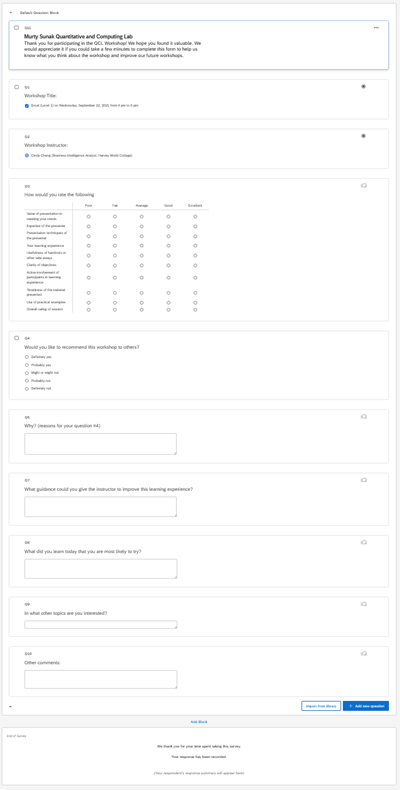 Default Question Block
Murty Sunak Quantitative and Computing Lab
Thank you for participating in the QCL Workshop! We hope you found it valuable. We
would appreciate it if you could take a few minutes to complete this form to help us
know what you think about the workshop and improve our future workshops.
Q1
Workshop Title:
Excel (Level 1) on Wednesday, September 22, 2021 from 4 pm to 5 pm
Q2
Workshop Instructor:
Cindy Cheng (Business Intelligence Analyst, Harvey Mudd College)
Q3
How would you rate the following
Poor Fair Average Good Excellent
Value of presentation in
meeting your needs
Expertise of the presenter
Presentation techniques of
the presenter
Your learning experience
Usefulness of handouts or
other take-aways
Clarity of objectives
Active involvement of
participants in learning
experience
Timeliness of the material
presented
Use of practical examples
Overall rating of session
Q4
Would you like to recommend this workshop to others?
Definitely yes
Probably yes
Might or might not
Probably not
Definitely not
Q5
Why? (reasons for your question #4)
Q7
What guidance could you give the instructor to improve this learning experience?
Q8
What did you learn today that you are most likely to try?
Q9
In what other topics are you interested?
Q10
Other comments:
Import from library
Add new question
Add Block
End of Survey
We thank you for your time spent taking this survey.
Your response has been recorded.
(Your respondent's response summary will appear here)